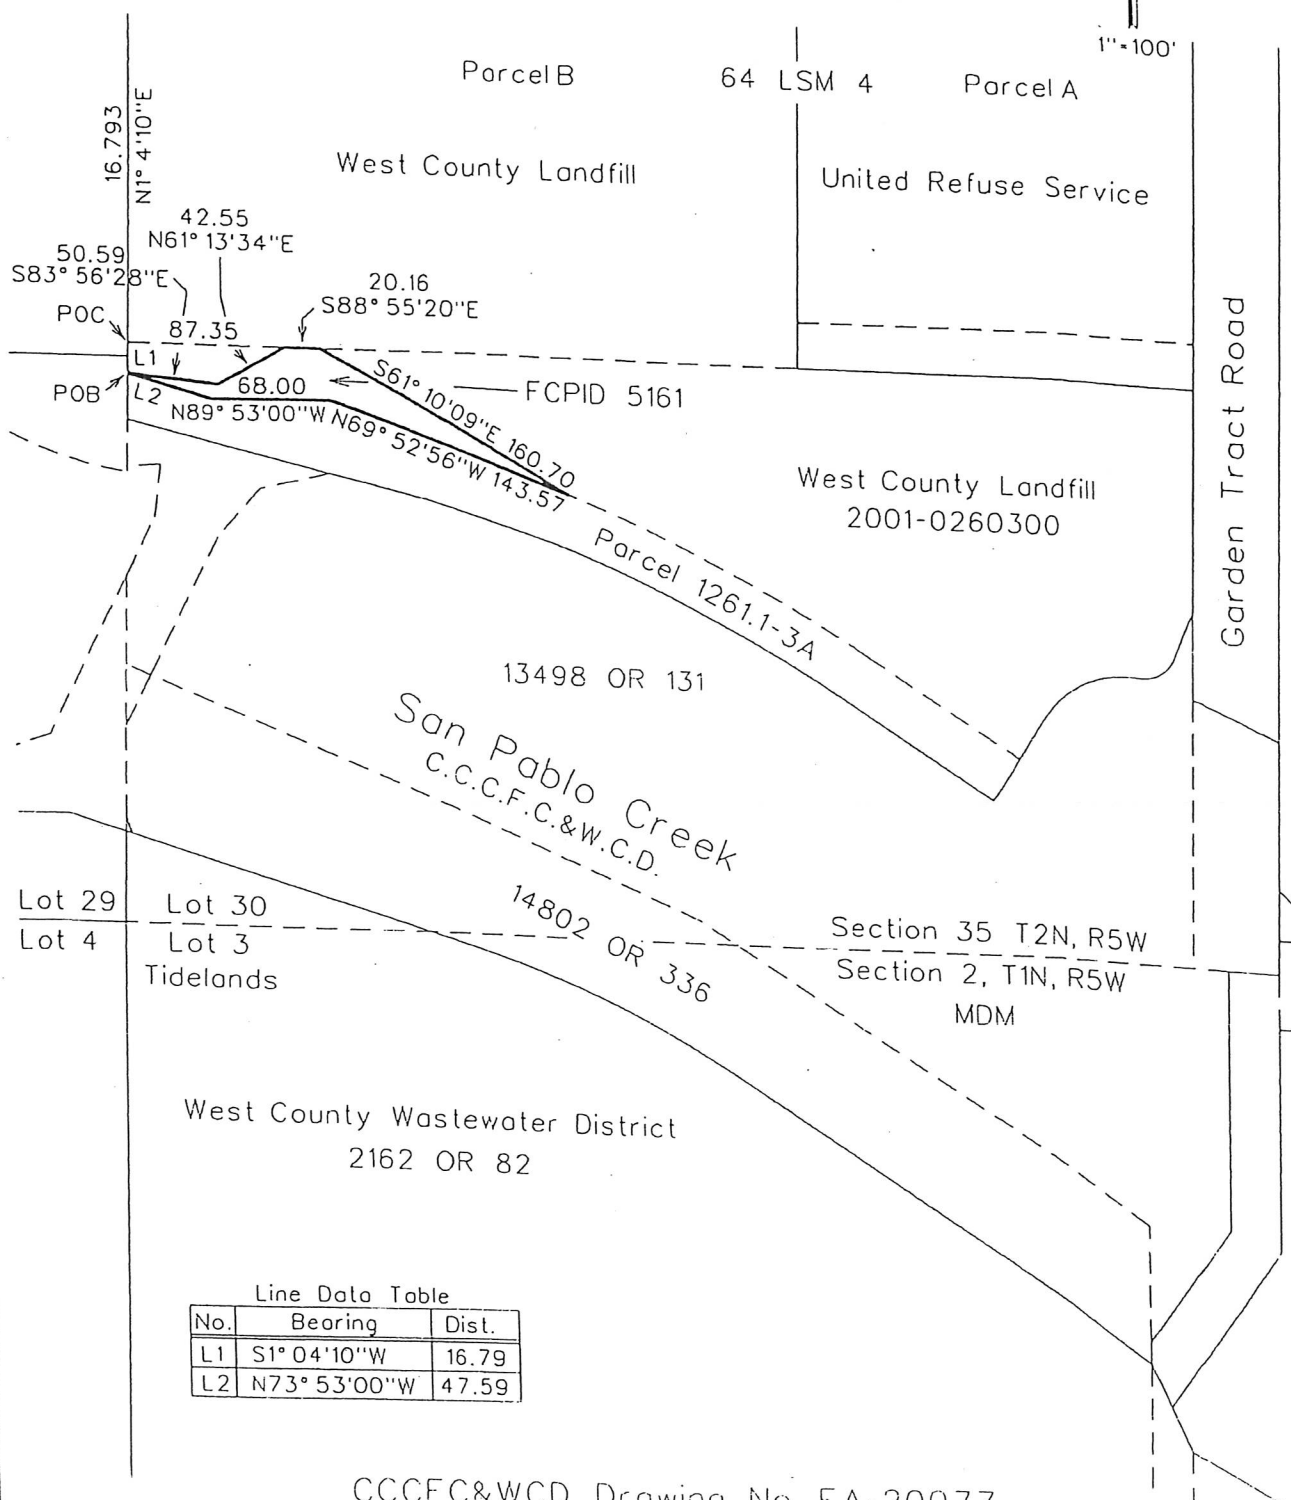 1"=100'
Parcel B
64 LSM 4
Parcel A
16.793
N1° 4'10"E
West County Landfill
United Refuse Service
42.55
N61° 13'34"E
50.59
S83° 56'28"E
20.16
S88° 55'20"E
POC
87.35
L1
S61° 10'09"E 160.70
68.00
FCPID 5161
POB
L2
N89° 53'00"W
N69° 52'56"W 143.57
Garden Tract Road
West County Landfill
2001-0260300
Parcel 1261.1-3A
13498 OR 131
San Pablo Creek
C.C.C.F.C.&W.C.D.
14802 OR 336
Lot 29
Lot 30
Section 35 T2N, R5W
Lot 4
Lot 3
Section 2, T1N, R5W
Tidelands
MDM
West County Wastewater District
2162 OR 82
Line Data Table
No. Bearing Dist.
L1 S1° 04'10"W 16.79
L2 N73° 53'00"W 47.59
CCCFC&WCD Drawing No.